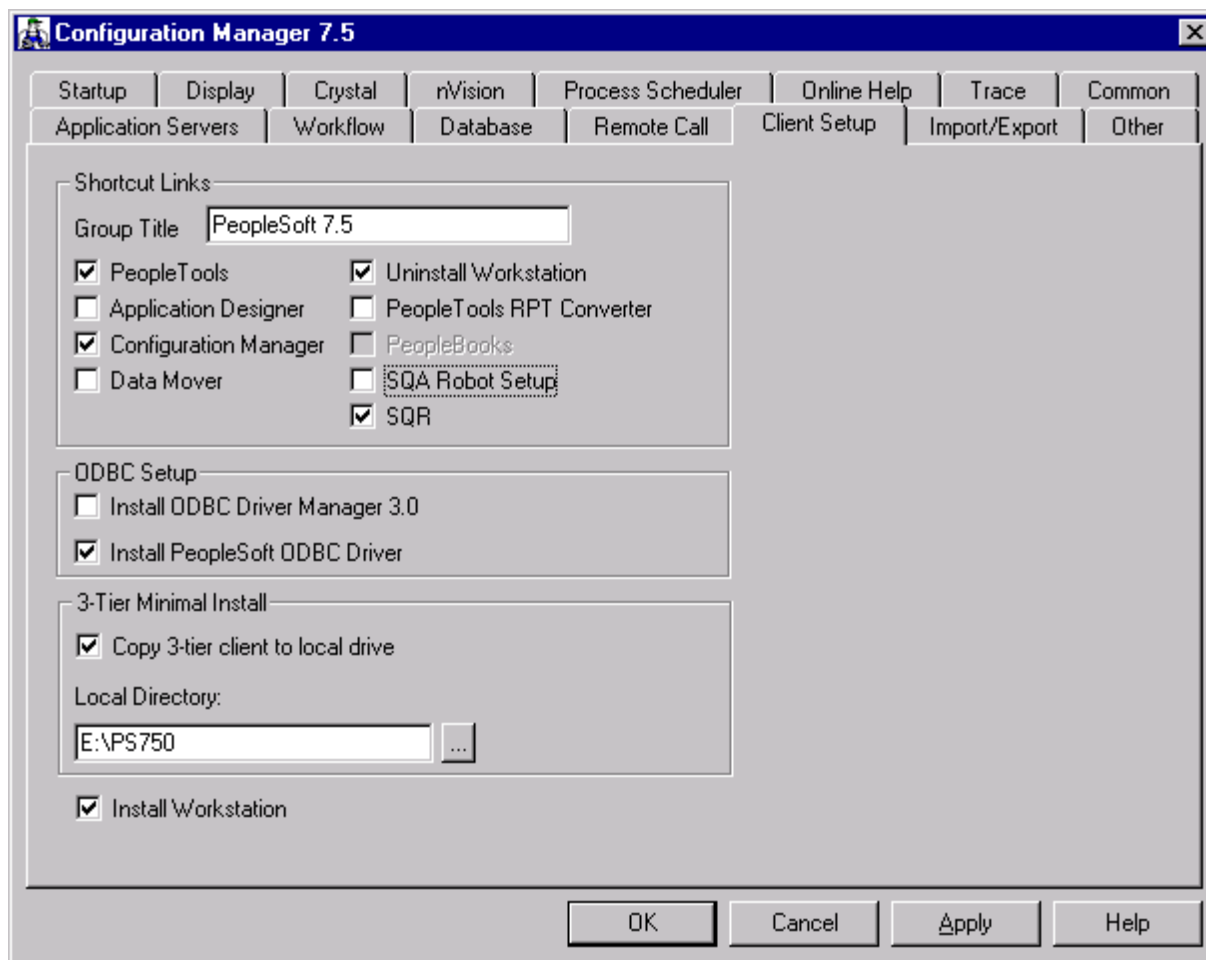 Configuration Manager 7.5
Startup Display Crystal nVision Process Scheduler Online Help Trace Common
Application Servers Workflow Database Remote Call Client Setup Import/Export Other
Shortcut Links
Group Title PeopleSoft 7.5
PeopleTools Uninstall Workstation
Application Designer PeopleTools RPT Converter
Configuration Manager PeopleBooks
Data Mover SQA Robot Setup
SQR
ODBC Setup
Install ODBC Driver Manager 3.0
Install PeopleSoft ODBC Driver
3-Tier Minimal Install
Copy 3-tier client to local drive
Local Directory:
E:\PS750 ...
Install Workstation
OK Cancel Apply Help